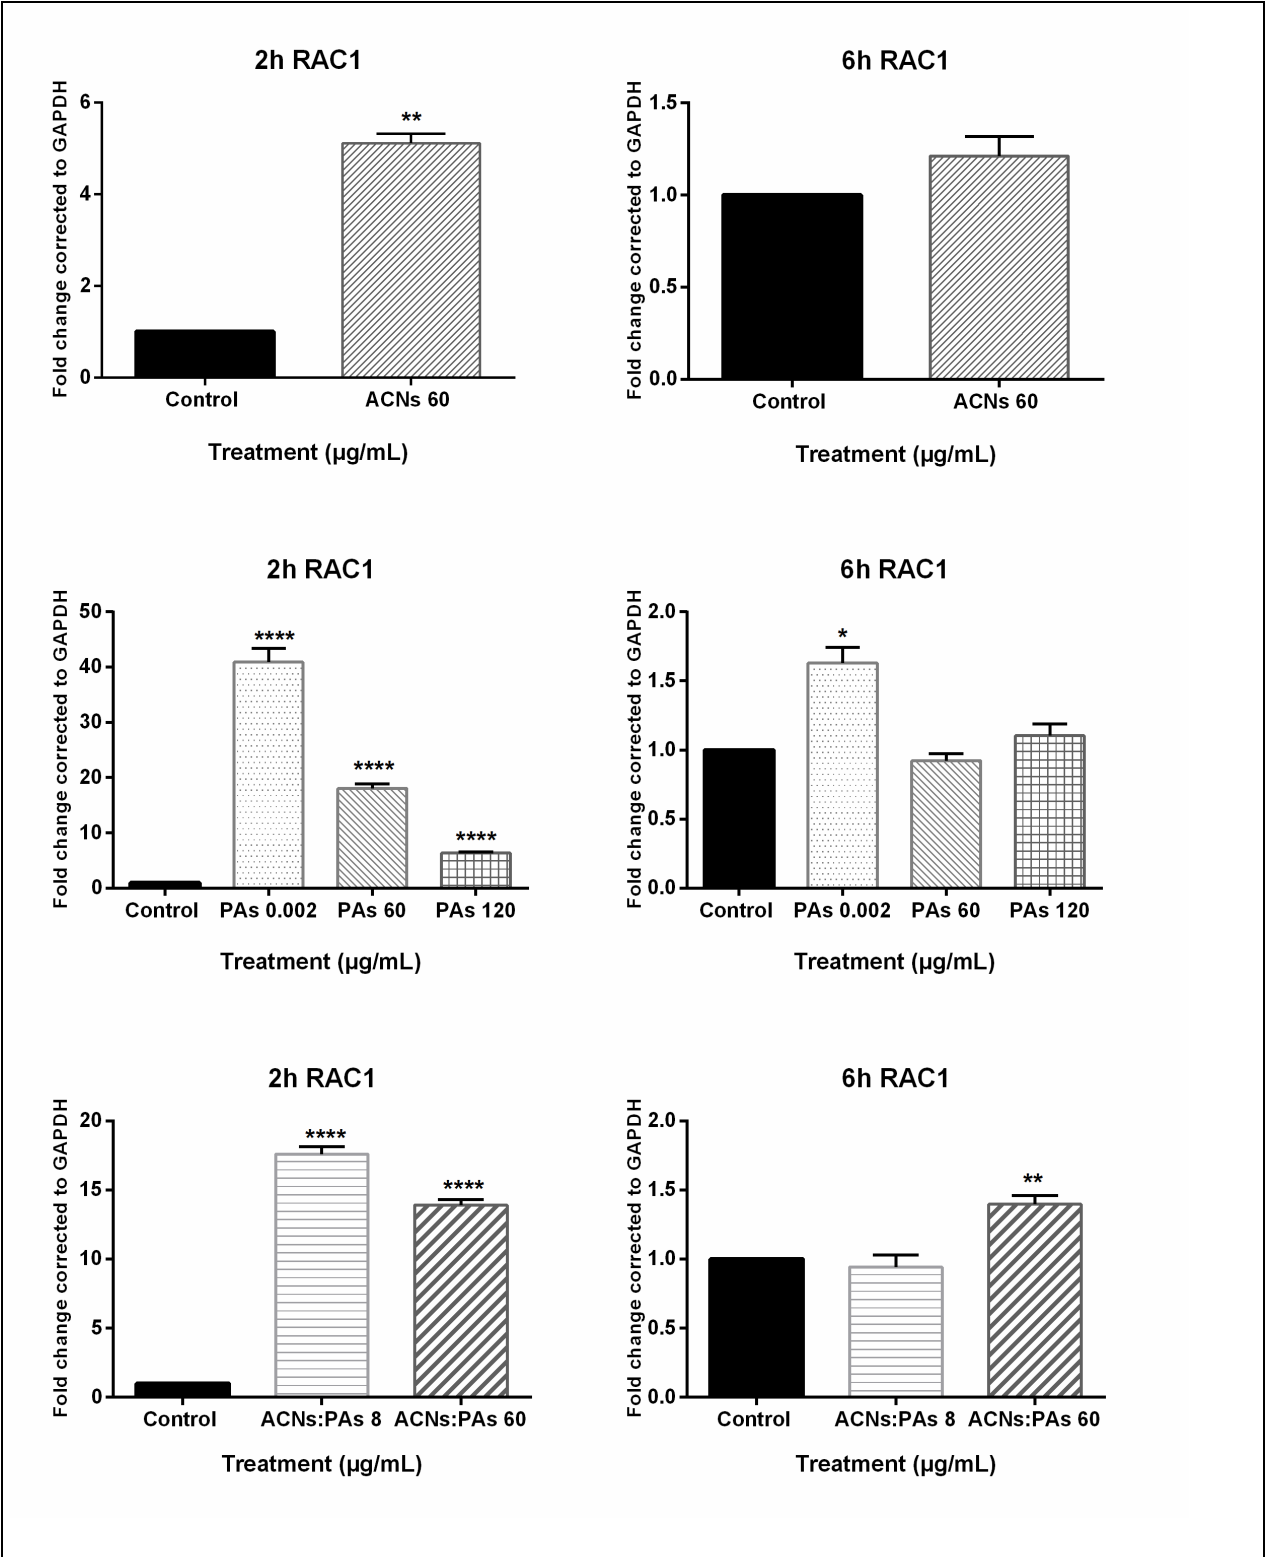 2h RAC1
Fold change corrected to GAPDH
6
4
2
0
**
Control ACNs 60
Treatment (µg/mL)
6h RAC1
Fold change corrected to GAPDH
1.5
1.0
0.5
0.0
Control ACNs 60
Treatment (µg/mL)
2h RAC1
Fold change corrected to GAPDH
50
40
30
20
10
0
****
****
****
Control PAs 0.002 PAs 60 PAs 120
Treatment (µg/mL)
6h RAC1
Fold change corrected to GAPDH
2.0
1.5
1.0
0.5
0.0
*
Control PAs 0.002 PAs 60 PAs 120
Treatment (µg/mL)
2h RAC1
Fold change corrected to GAPDH
20
15
10
5
0
****
****
Control ACNs:PAs 8 ACNs:PAs 60
Treatment (µg/mL)
6h RAC1
Fold change corrected to GAPDH
2.0
1.5
1.0
0.5
0.0
**
Control ACNs:PAs 8 ACNs:PAs 60
Treatment (µg/mL)